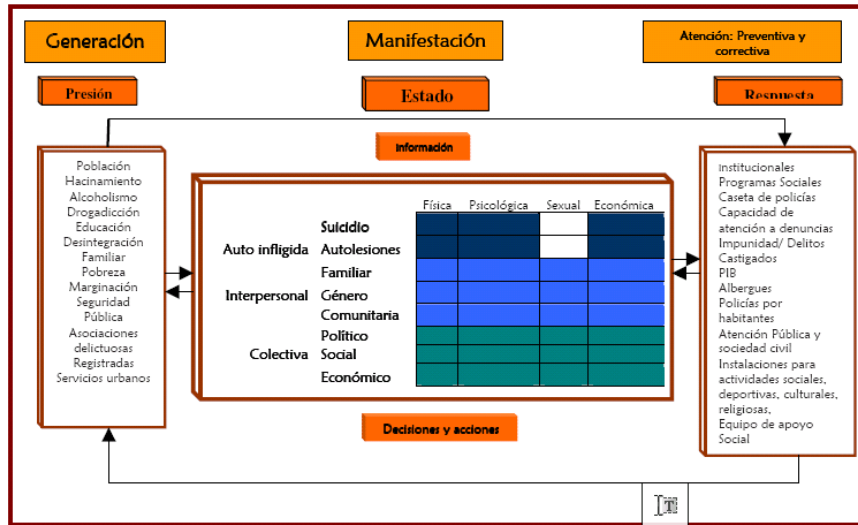 Generación
Manifestación
Atención: Preventiva y
correctiva
Presión
Estado
Respuesta
Información
Población
Hacinamiento
Alcoholismo
Drogadicción
Educación
Desintegración
Familiar
Pobreza
Marginación
Seguridad
Pública
Asociaciones
delictuosas
Registradas
Servicios urbanos
Física Psicológica Sexual Económica
Suicidio
Auto infligida Autolesiones
Familiar
Interpersonal Género
Comunitaria
Político
Colectiva Social
Económico
institucionales
Programas Sociales
Caseta de policías
Capacidad de
atención a denuncias
Impunidad/ Delitos
Castigados
PIB
Albergues
Policías por
habitantes
Atención Pública y
sociedad civil
Instalaciones para
actividades sociales,
deportivas, culturales,
religiosas,
Equipo de apoyo
Social
Decisiones y acciones
T